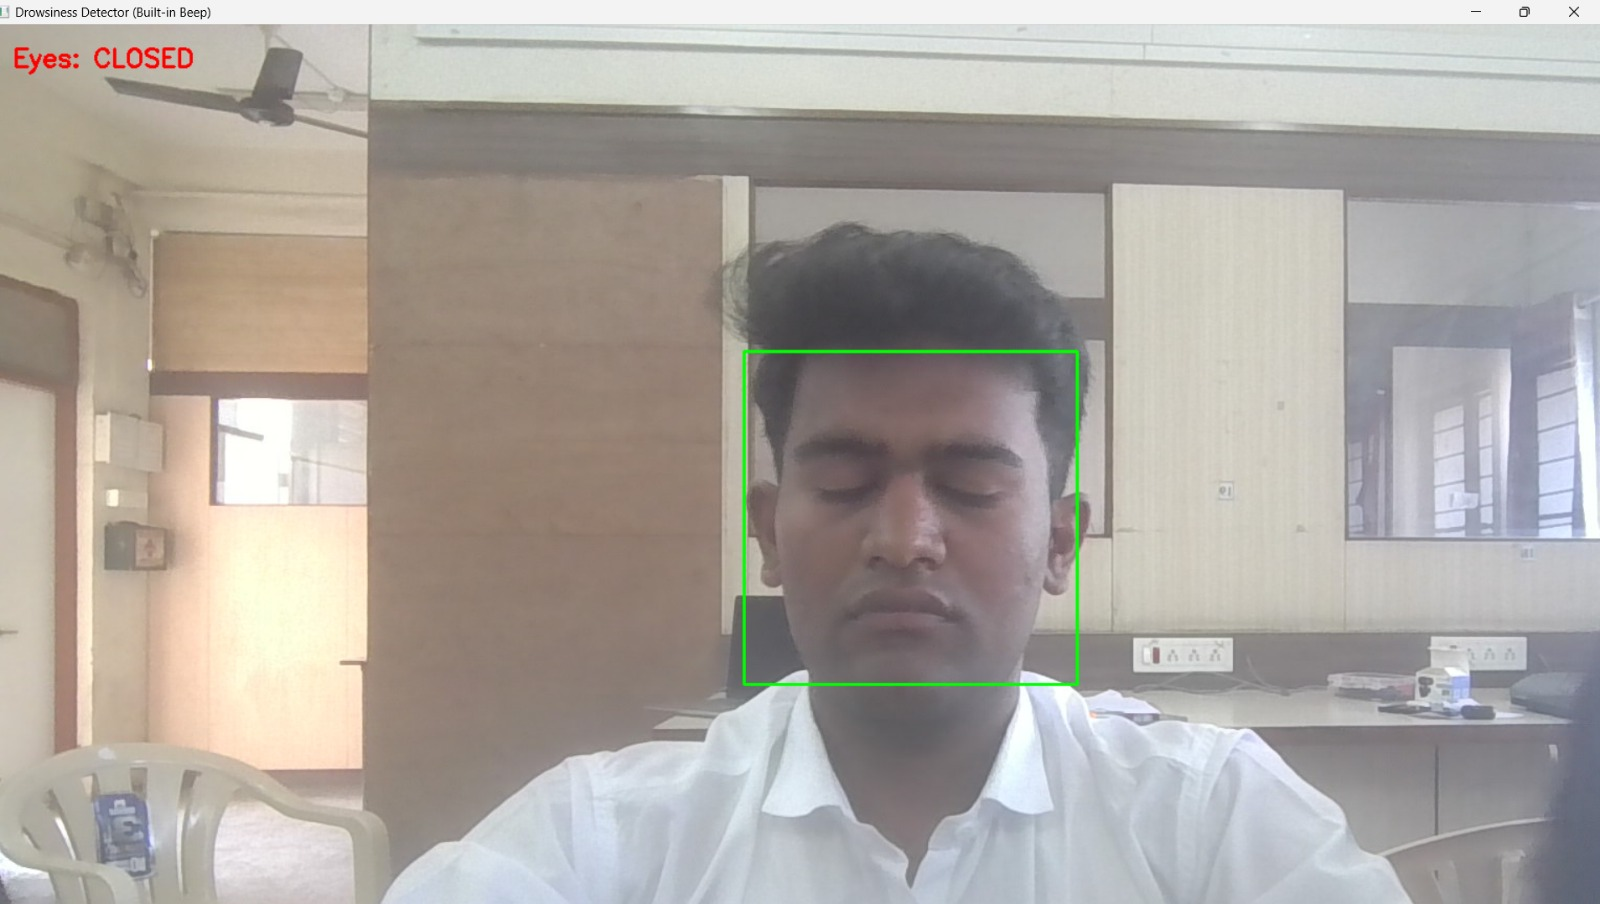 Drowsiness Detector (Built-in Beep)
Eyes: CLOSED